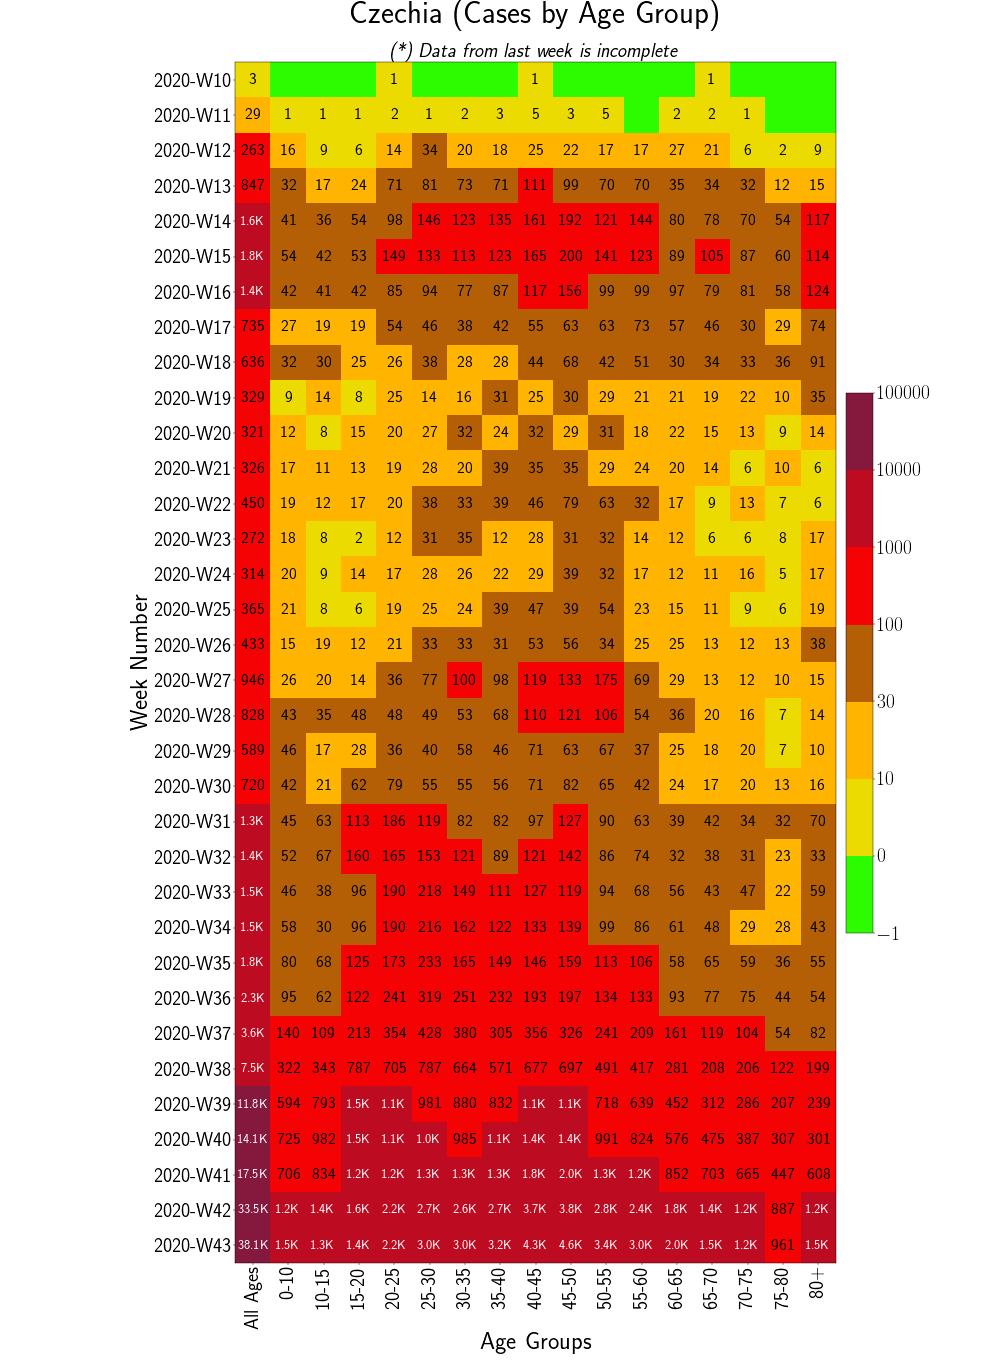 Czechia (Cases by Age Group)
(*) Data from last week is incomplete
2020-W10 3 1 1 1
2020-W11 29 1 1 1 2 1 2 3 5 3 5 2 2 1
2020-W12 263 16 9 6 14 34 20 18 25 22 17 17 27 21 6 2 9
2020-W13 847 32 17 24 71 81 73 71 111 99 70 70 35 34 32 12 15
2020-W14 1.6K 41 36 54 98 146 123 135 161 192 121 144 80 78 70 54 117
2020-W15 1.8K 54 42 53 149 133 113 123 165 200 141 123 89 105 87 60 114
2020-W16 1.4K 42 41 42 85 94 77 87 117 156 99 99 97 79 81 58 124
2020-W17 735 27 19 19 54 46 38 42 55 63 63 73 57 46 30 29 74
2020-W18 636 32 30 25 26 38 28 28 44 68 42 51 30 34 33 36 91
2020-W19 329 9 14 8 25 14 16 31 25 30 29 21 21 19 22 10 35
2020-W20 321 12 8 15 20 27 32 24 32 29 31 18 22 15 13 9 14
2020-W21 326 17 11 13 19 28 20 39 35 35 29 24 20 14 6 10 6
2020-W22 450 19 12 17 20 38 33 39 46 79 63 32 17 9 13 7 6
2020-W23 272 18 8 2 12 31 35 12 28 31 32 14 12 6 6 8 17
2020-W24 314 20 9 14 17 28 26 22 29 39 32 17 12 11 16 5 17
2020-W25 365 21 8 6 19 25 24 39 47 39 54 23 15 11 9 6 19
2020-W26 433 15 19 12 21 33 33 31 53 56 34 25 25 13 12 13 38
2020-W27 946 26 20 14 36 77 100 98 119 133 175 69 29 13 12 10 15
2020-W28 828 43 35 48 48 49 53 68 110 121 106 54 36 20 16 7 14
2020-W29 589 46 17 28 36 40 58 46 71 63 67 37 25 18 20 7 10
2020-W30 720 42 21 62 79 55 55 56 71 82 65 42 24 17 20 13 16
2020-W31 1.3K 45 63 113 186 119 82 82 97 127 90 63 39 42 34 32 70
2020-W32 1.4K 52 67 160 165 153 121 89 121 142 86 74 32 38 31 23 33
2020-W33 1.5K 46 38 96 190 218 149 111 127 119 94 68 56 43 47 22 59
2020-W34 1.5K 58 30 96 190 216 162 122 133 139 99 86 61 48 29 28 43
2020-W35 1.8K 80 68 125 173 233 165 149 146 159 113 106 58 65 59 36 55
2020-W36 2.3K 95 62 122 241 319 251 232 193 197 134 133 93 77 75 44 54
2020-W37 3.6K 140 109 213 354 428 380 305 356 326 241 209 161 119 104 54 82
2020-W38 7.5K 322 343 787 705 787 664 571 677 697 491 417 281 208 206 122 199
2020-W39 11.8K 594 793 1.5K 1.1K 981 880 832 1.1K 1.1K 718 639 452 312 286 207 239
2020-W40 14.1K 725 982 1.5K 1.1K 1.0K 985 1.1K 1.4K 1.4K 991 824 576 475 387 307 301
2020-W41 17.5K 706 834 1.2K 1.2K 1.3K 1.3K 1.3K 1.8K 2.0K 1.3K 1.2K 852 703 665 447 608
2020-W42 33.5K 1.2K 1.4K 1.6K 2.2K 2.7K 2.6K 2.7K 3.7K 3.8K 2.8K 2.4K 1.8K 1.4K 1.2K 887 1.2K
2020-W43 38.1K 1.5K 1.3K 1.4K 2.2K 3.0K 3.0K 3.2K 4.3K 4.6K 3.4K 3.0K 2.0K 1.5K 1.2K 961 1.5K
All Ages 0-10 10-15 15-20 20-25 25-30 30-35 35-40 40-45 45-50 50-55 55-60 60-65 65-70 70-75 75-80 80+
Age Groups
Week Number
100000
10000
1000
100
30
10
0
−1